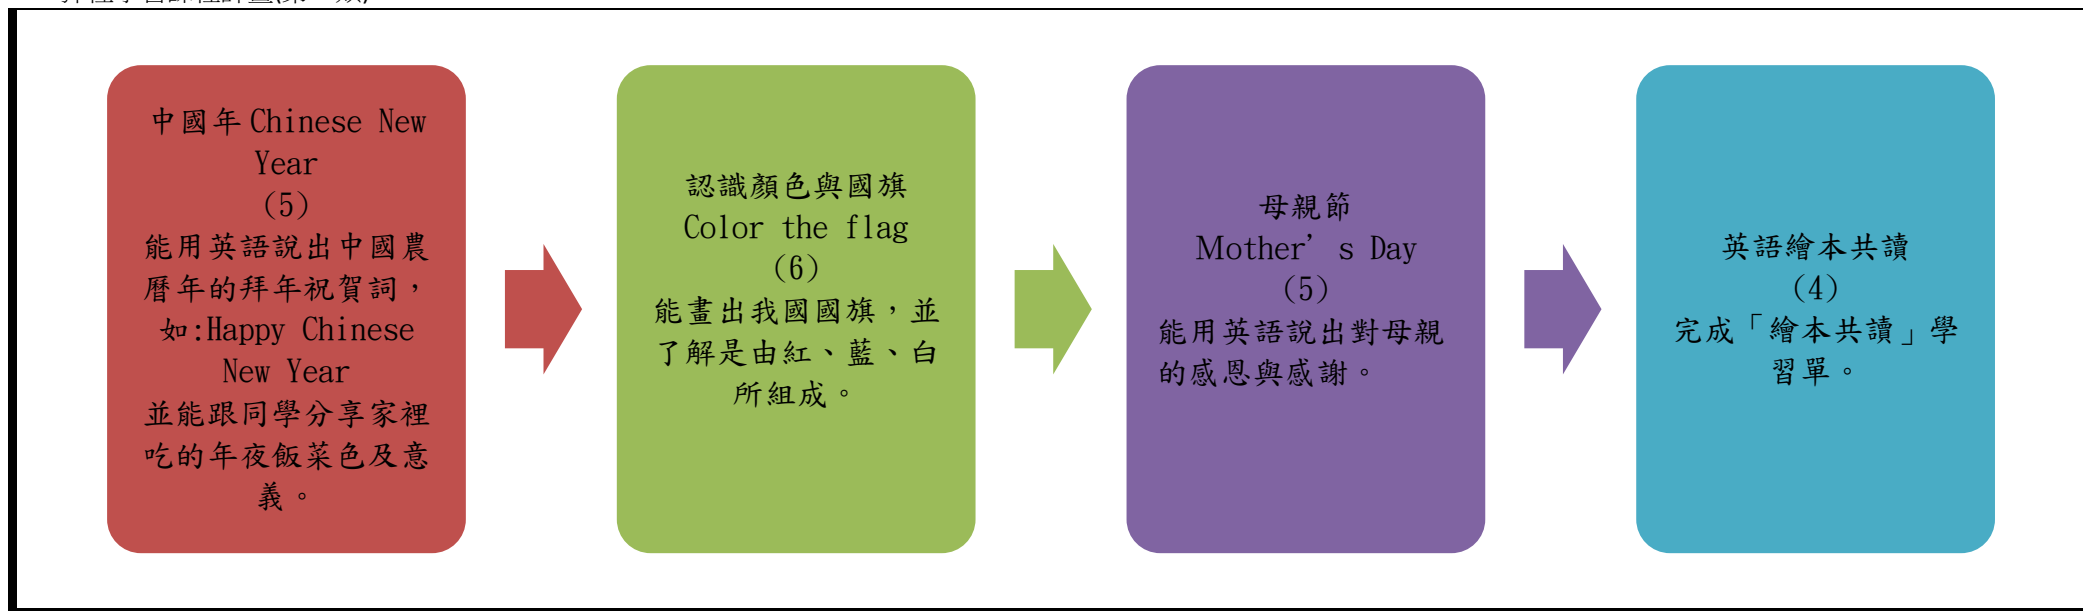 中國年 Chinese New
Year
(5)
能用英語說出中國農
曆年的拜年祝賀詞，
如:Happy Chinese
New Year
並能跟同學分享家裡
吃的年夜飯菜色及意
義。
認識顏色與國旗
Color the flag
(6)
能畫出我國國旗，並
了解是由紅、藍、白
所組成。
母親節
Mother’s Day
(5)
能用英語說出對母親
的感恩與感謝。
英語繪本共讀
(4)
完成「繪本共讀」學
習單。